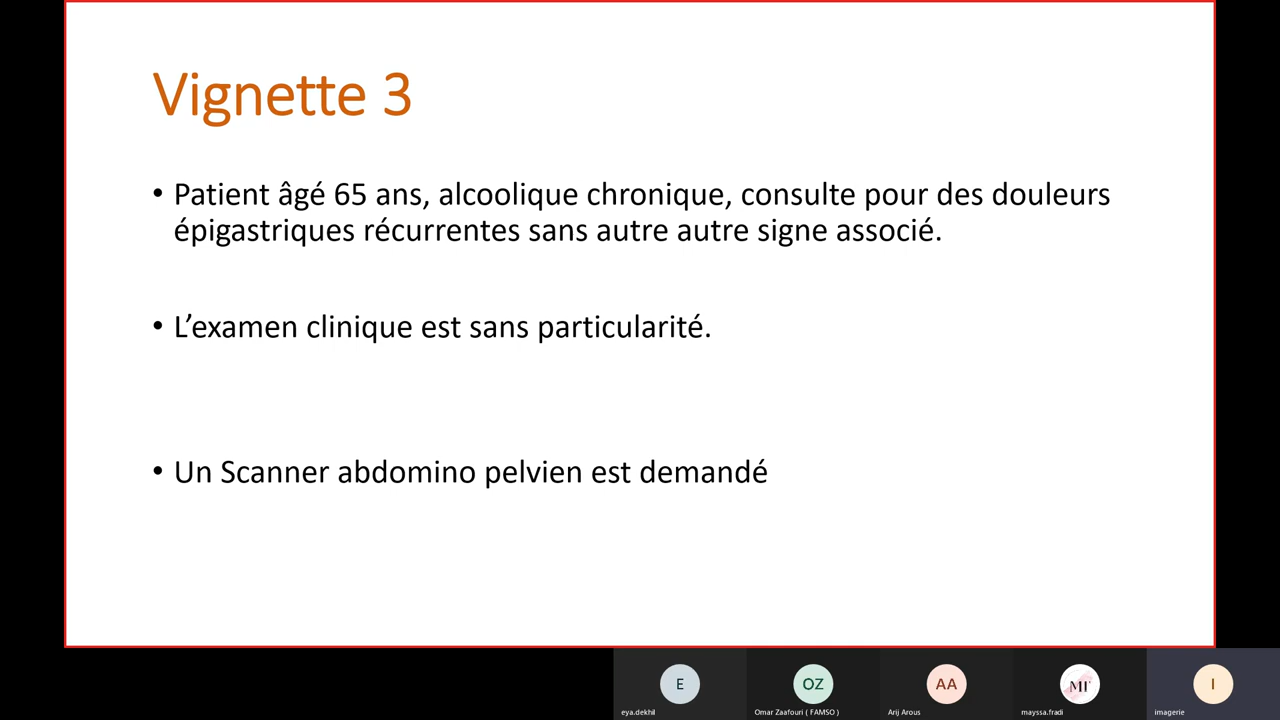 Vignette 3
• Patient âgé 65 ans, alcoolique chronique, consulte pour des douleurs
épigastriques récurrentes sans autre autre signe associé.
• L’examen clinique est sans particularité.
• Un Scanner abdomino pelvien est demandé
E
OZ
AA
MF
I
eya.dekhil
Omar Zaafouri ( FAMSO )
Arij Arous
mayssa.fradi
imagerie